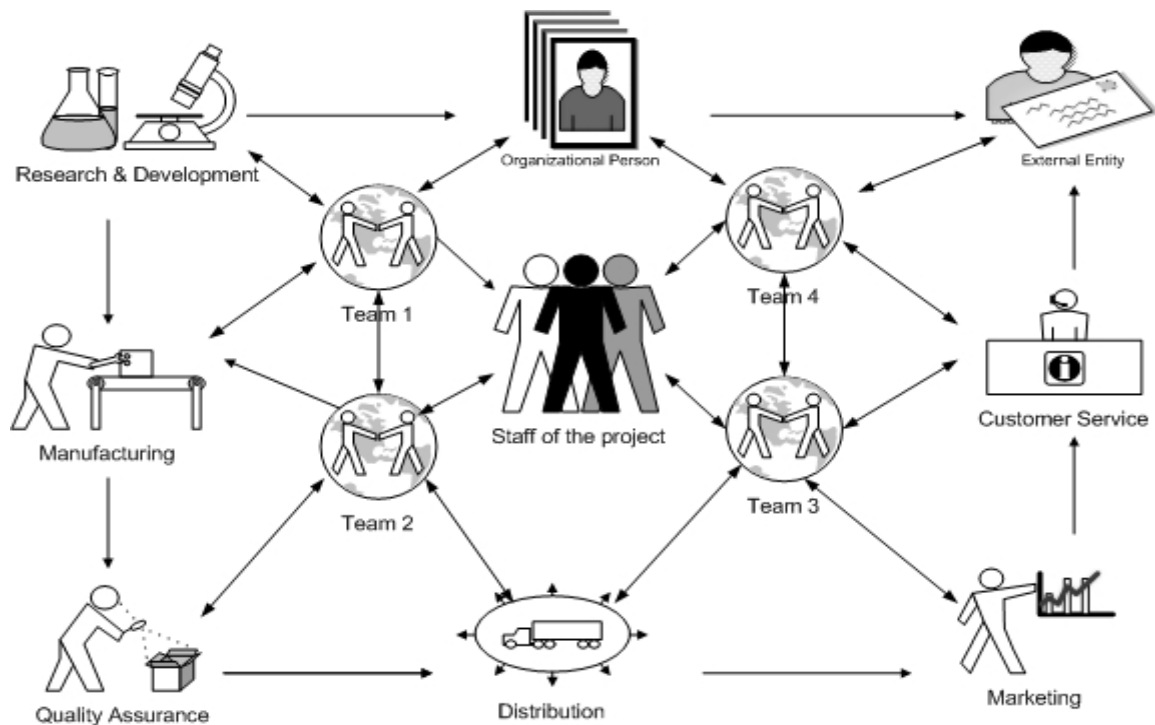 Organizational Person
External Entity
Research & Development
Team 1
Team 4
Manufacturing
Staff of the project
Customer Service
Team 2
Team 3
Quality Assurance
Distribution
Marketing